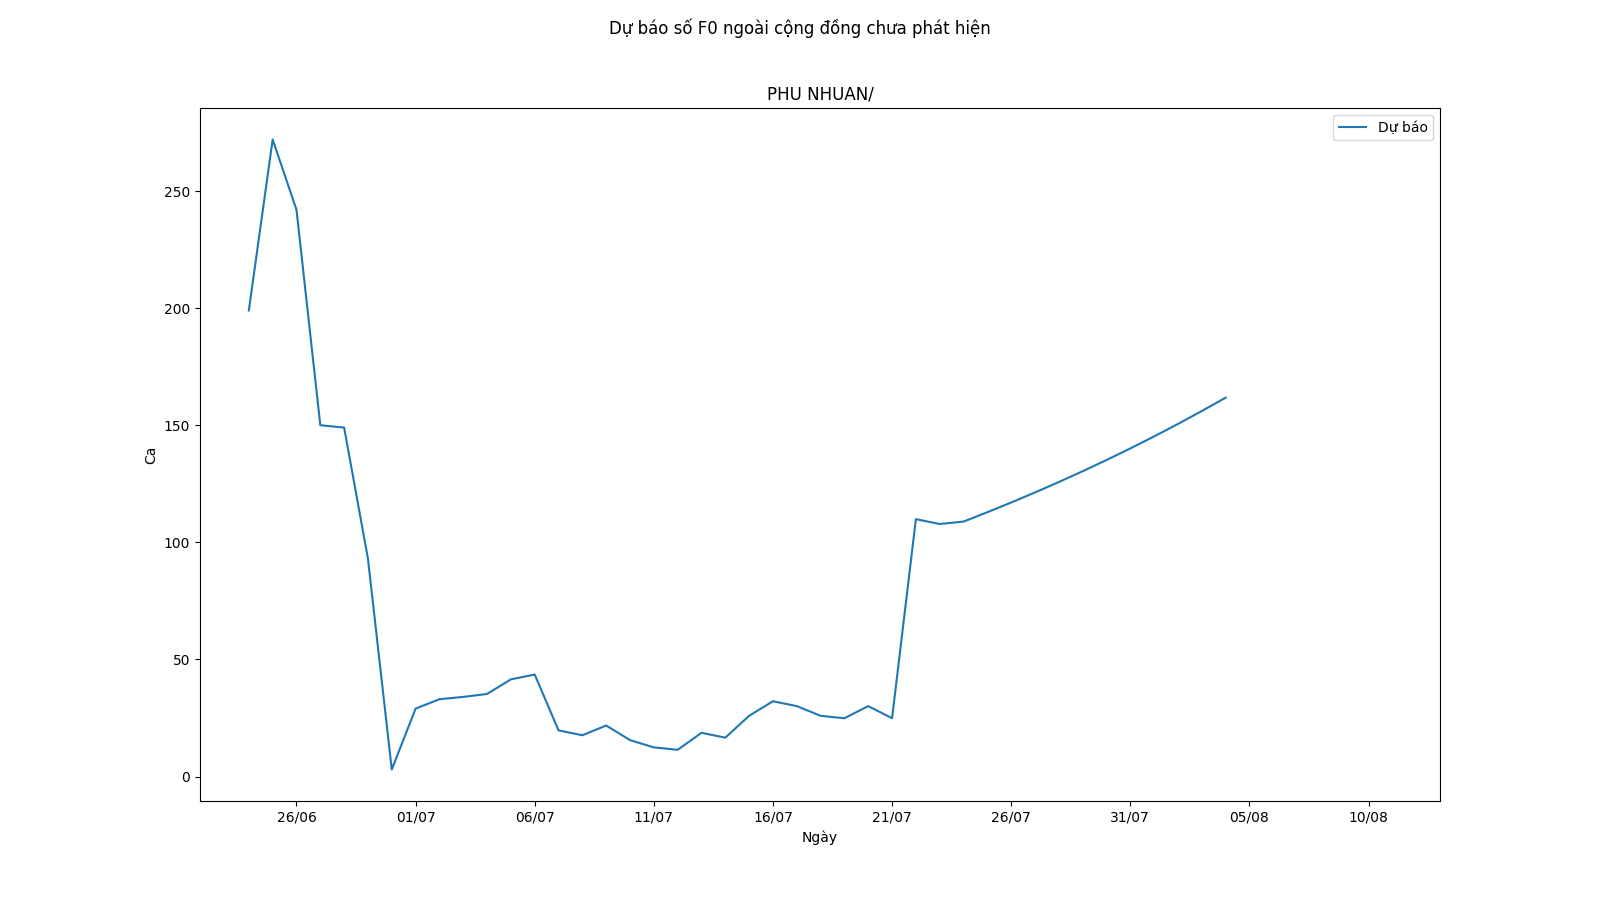 Dự báo số F0 ngoài cộng đồng chưa phát hiện
PHU NHUAN/
Dự báo
250
200
150
100
50
0
Ca
26/06 01/07 06/07 11/07 16/07 21/07 26/07 31/07 05/08 10/08
Ngày